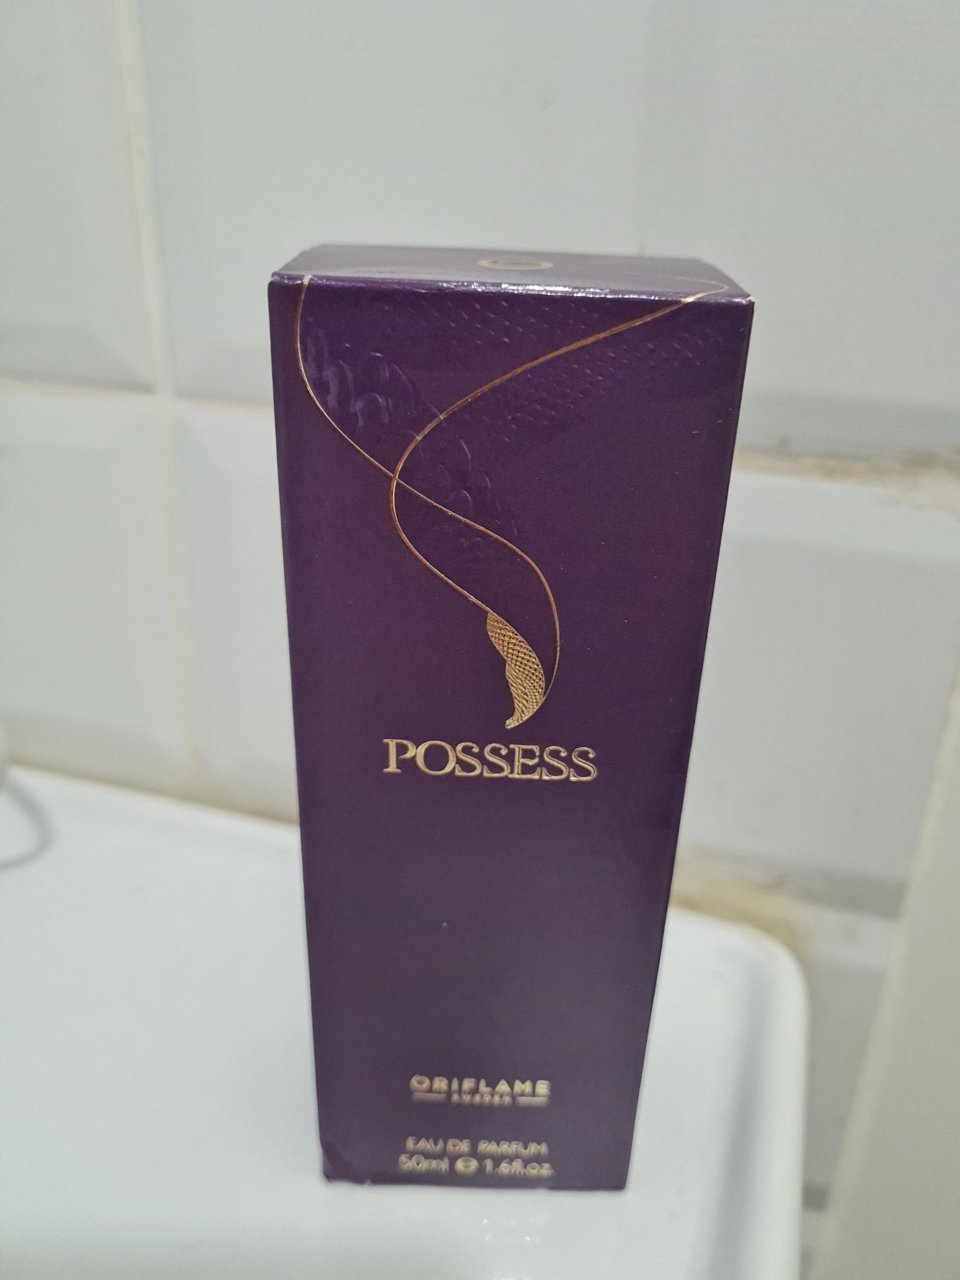 POSSESS
ORIFLAME
SWEDEN
EAU DE PARFUM
50ml ℮ 1.6fl.oz